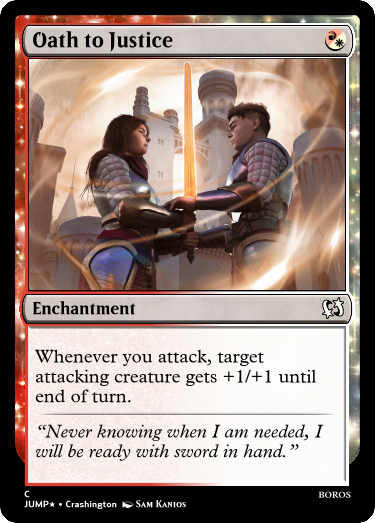 Oath to Justice
Enchantment
Whenever you attack, target
attacking creature gets +1/+1 until
end of turn.
“Never knowing when I am needed, I
will be ready with sword in hand.”
C
BOROS
JUMP★ • Crashington SAM KANIOS